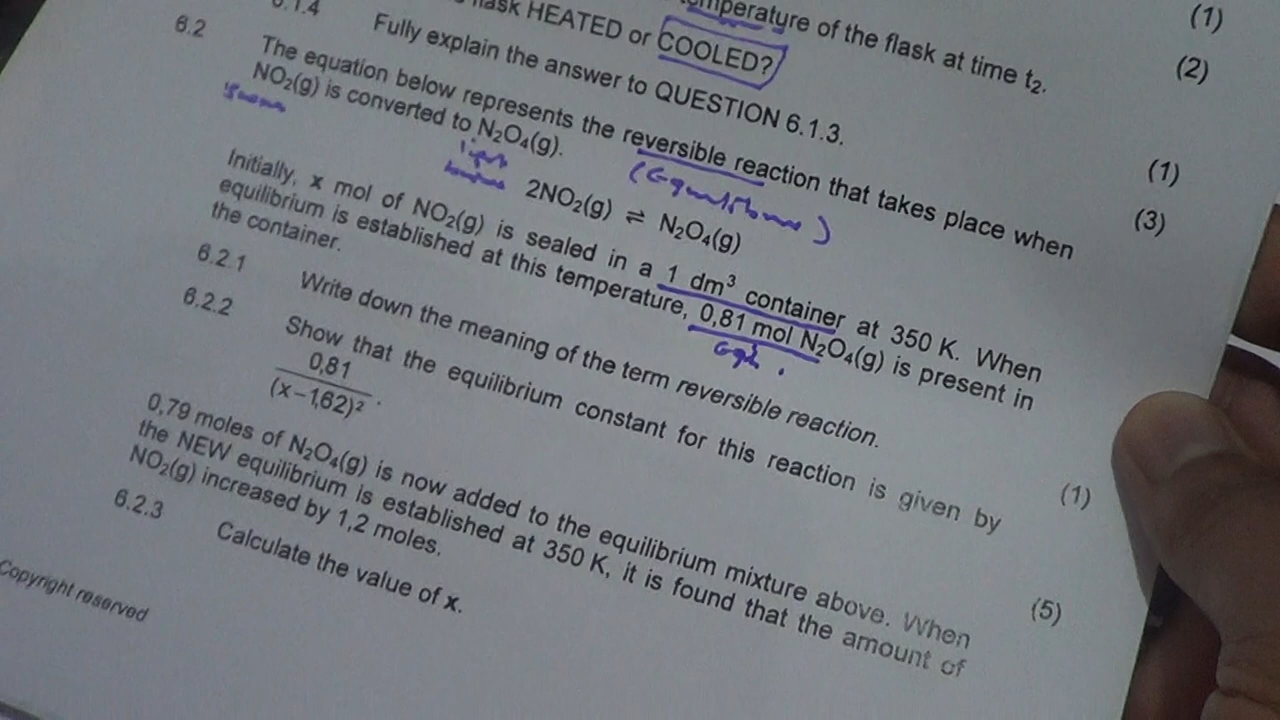 temperature of the flask at time t₂.
(1)
flask HEATED or COOLED?
(2)
6.1.4 Fully explain the answer to QUESTION 6.1.3.
(1)
6.2 The equation below represents the reversible reaction that takes place when
(3)
NO₂(g) is converted to N₂O₄(g).
2NO₂(g) ⇌ N₂O₄(g)
Initially, x mol of NO₂(g) is sealed in a 1 dm³ container at 350 K. When
equilibrium is established at this temperature, 0,81 mol N₂O₄(g) is present in
the container.
6.2.1 Write down the meaning of the term reversible reaction.
(1)
6.2.2 Show that the equilibrium constant for this reaction is given by
0,81
(x−1,62)² .
(5)
0,79 moles of N₂O₄(g) is now added to the equilibrium mixture above. When
the NEW equilibrium is established at 350 K, it is found that the amount of
NO₂(g) increased by 1,2 moles.
6.2.3 Calculate the value of x.
Copyright reserved